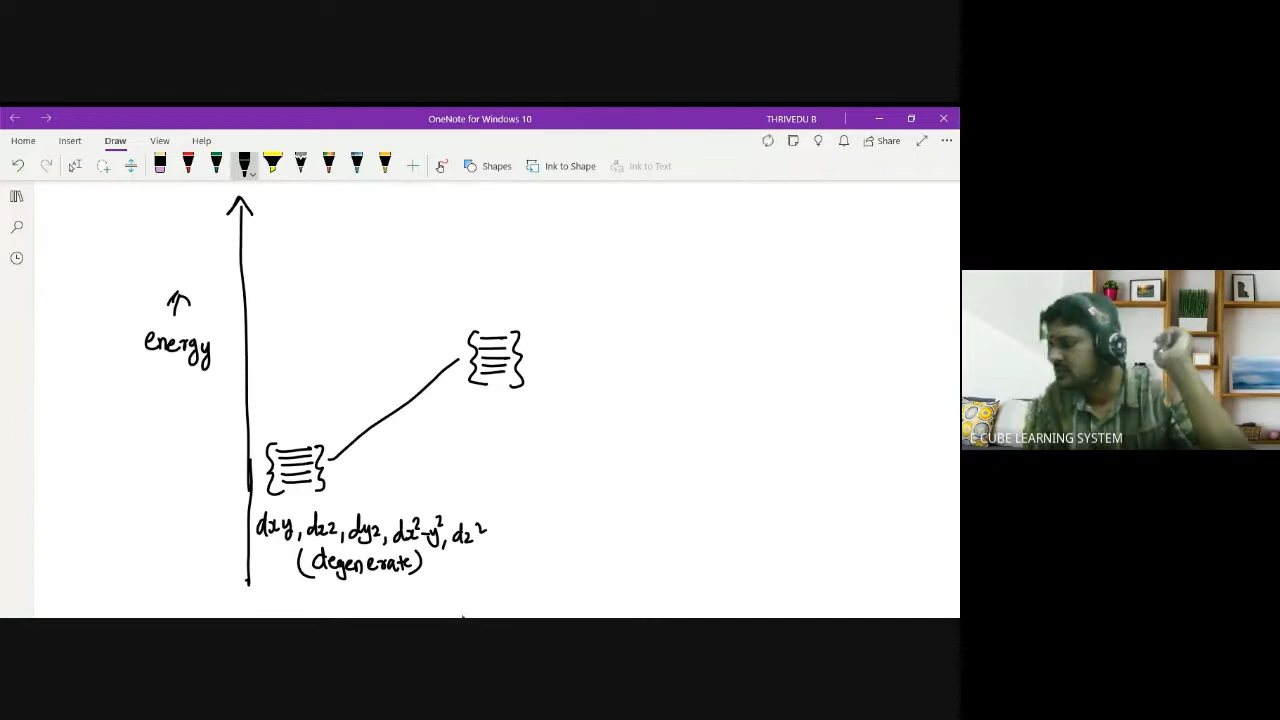 OneNote for Windows 10
THRIVEDU B
Home Insert Draw View Help
Share
Shapes Ink to Shape Ink to Text
↑
energy
dxy, dxz, dyz, dx²-y², dz²
(degenerate)
E CUBE LEARNING SYSTEM